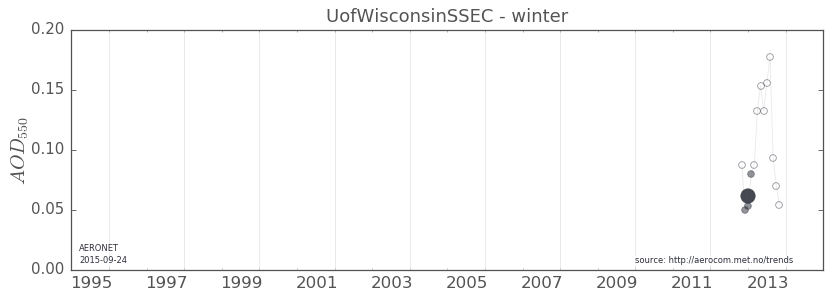 UofWisconsinSSEC - winter
0.20
0.15
0.10
0.05
0.00
AOD550
AERONET
2015-09-24
source: http://aerocom.met.no/trends
1995 1997 1999 2001 2003 2005 2007 2009 2011 2013